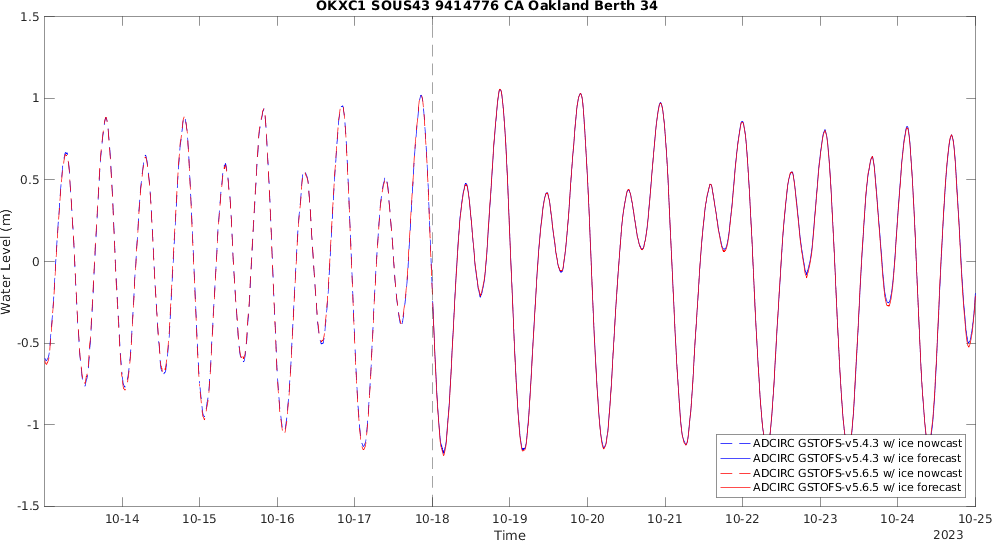 OKXC1 SOUS43 9414776 CA Oakland Berth 34
1.5
1
0.5
0
-0.5
-1
-1.5
Water Level (m)
ADCIRC GSTOFS-v5.4.3 w/ ice nowcast
ADCIRC GSTOFS-v5.4.3 w/ ice forecast
ADCIRC GSTOFS-v5.6.5 w/ ice nowcast
ADCIRC GSTOFS-v5.6.5 w/ ice forecast
10-14 10-15 10-16 10-17 10-18 10-19 10-20 10-21 10-22 10-23 10-24 10-25
Time 2023